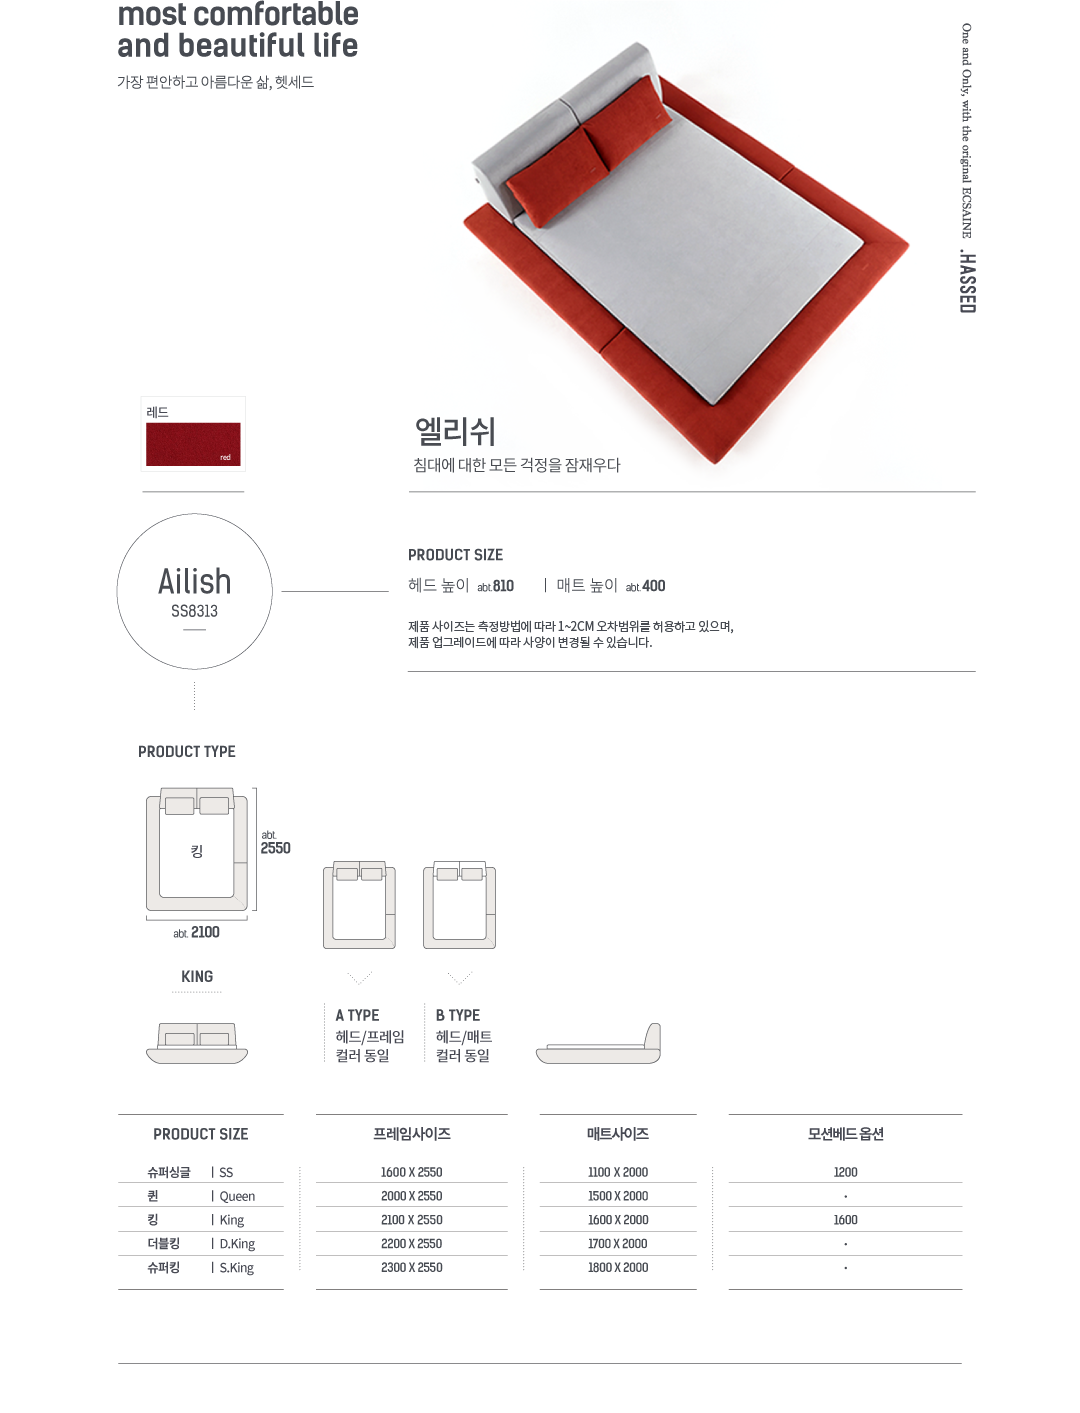 most comfortable
and beautiful life
가장 편안하고 아름다운 삶, 헷세드
One and Only, with the original ECSAINE .HASSED
레드
red
엘리쉬
침대에 대한 모든 걱정을 잠재우다
Ailish
SS8313
PRODUCT SIZE
헤드 높이 abt.810 | 매트 높이 abt.400
제품 사이즈는 측정방법에 따라 1~2CM 오차범위를 허용하고 있으며,
제품 업그레이드에 따라 사양이 변경될 수 있습니다.
PRODUCT TYPE
킹
abt.
2550
abt. 2100
KING
A TYPE
헤드/프레임
컬러 동일
B TYPE
헤드/매트
컬러 동일
PRODUCT SIZE 프레임사이즈 매트사이즈 모션베드 옵션
슈퍼싱글 | SS 1600 X 2550 1100 X 2000 1200
퀸 | Queen 2000 X 2550 1500 X 2000 -
킹 | King 2100 X 2550 1600 X 2000 1600
더블킹 | D.King 2200 X 2550 1700 X 2000 -
슈퍼킹 | S.King 2300 X 2550 1800 X 2000 -